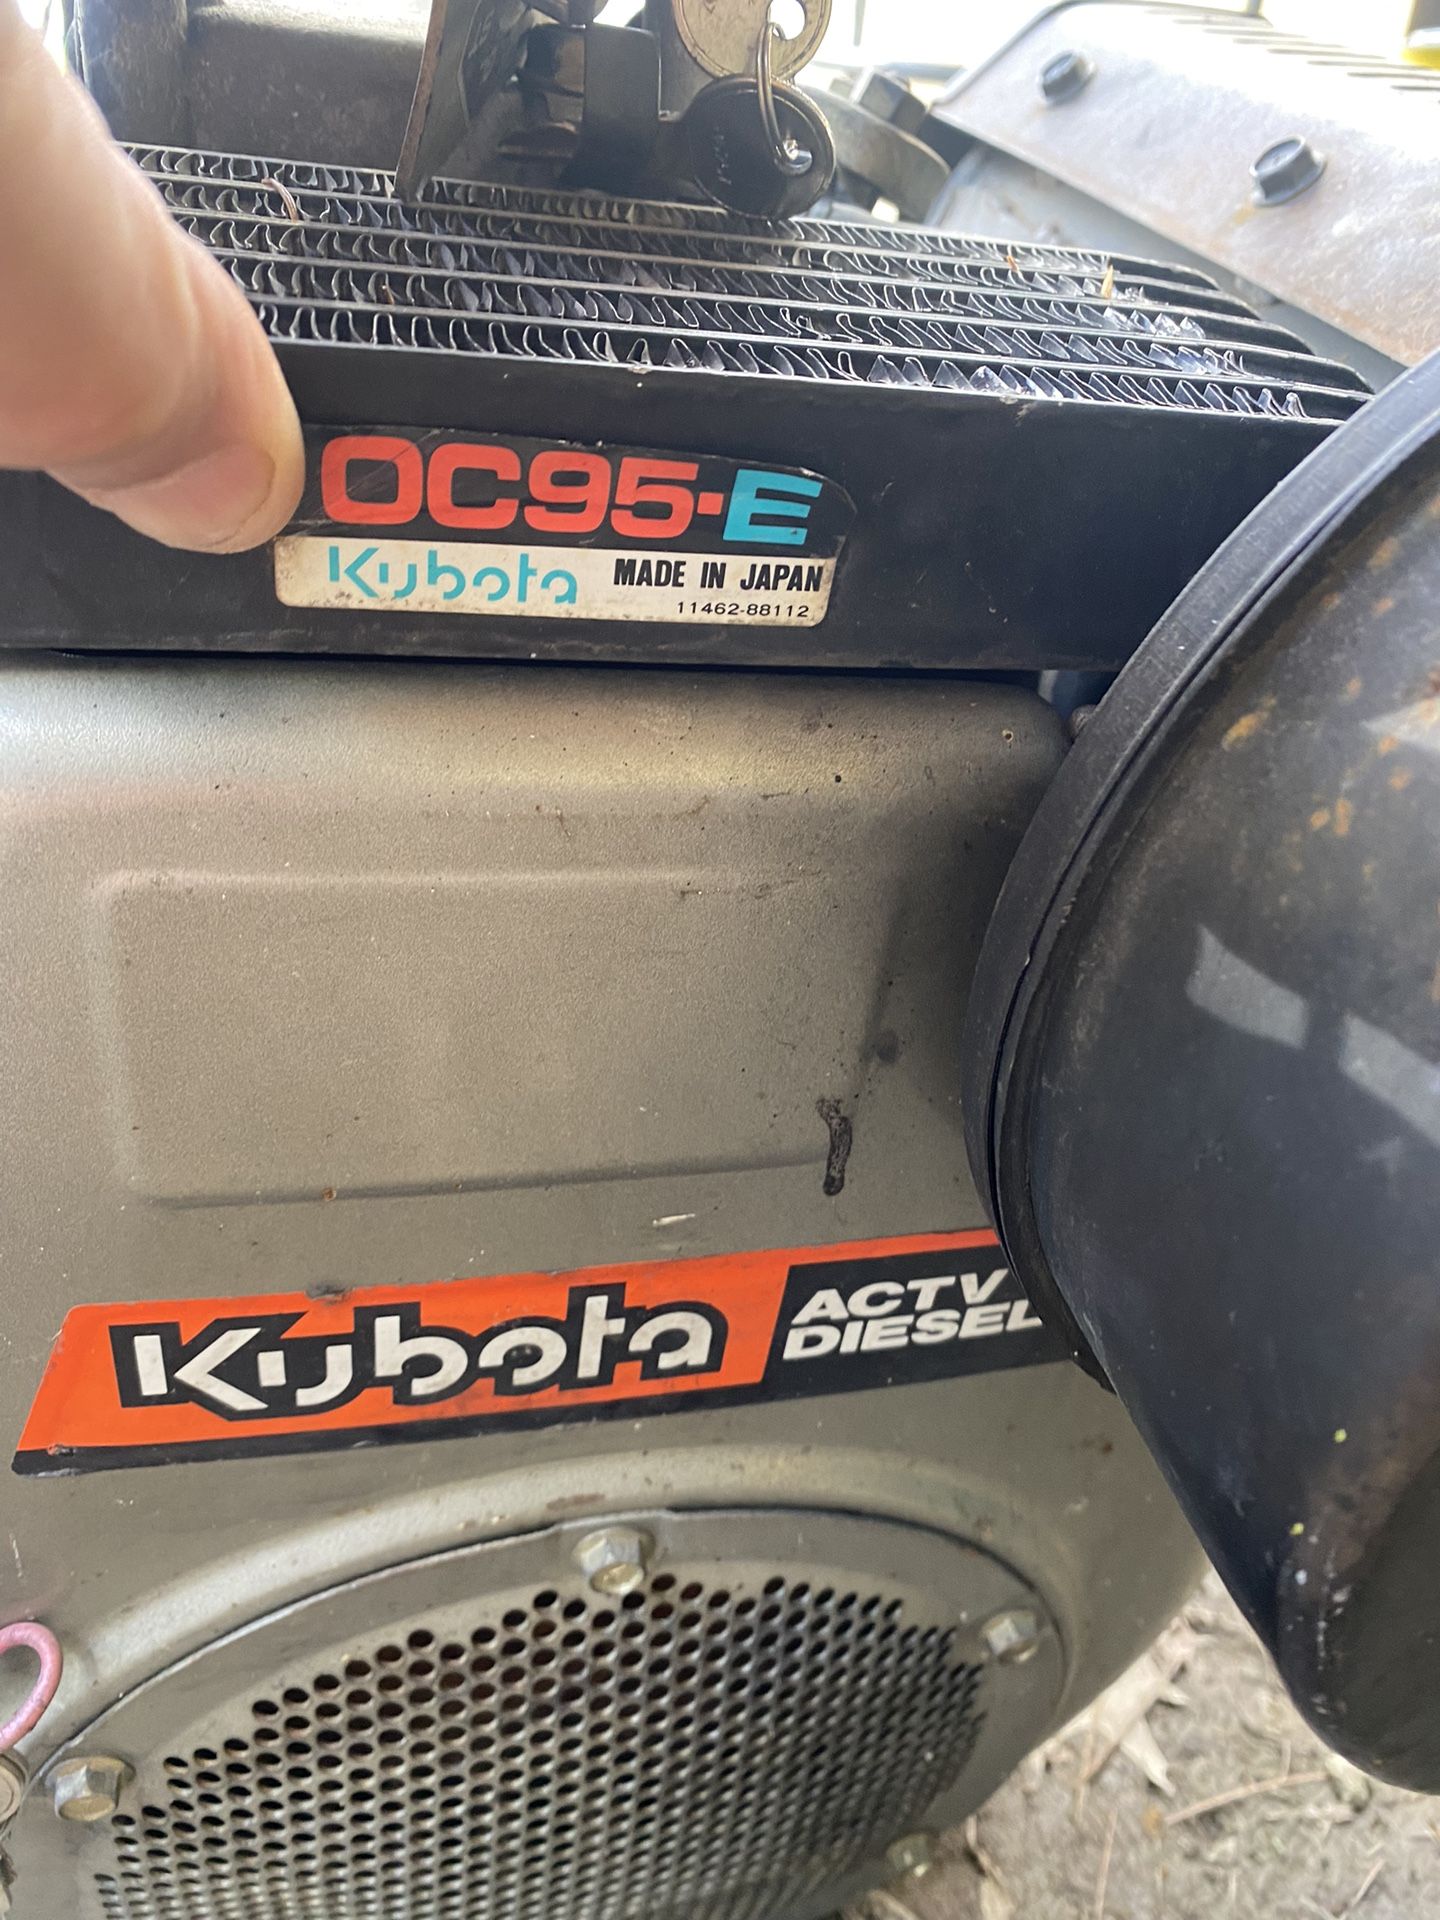 OC95-E
Kubota MADE IN JAPAN
11462-88112
Kubota ACTV
DIESEL